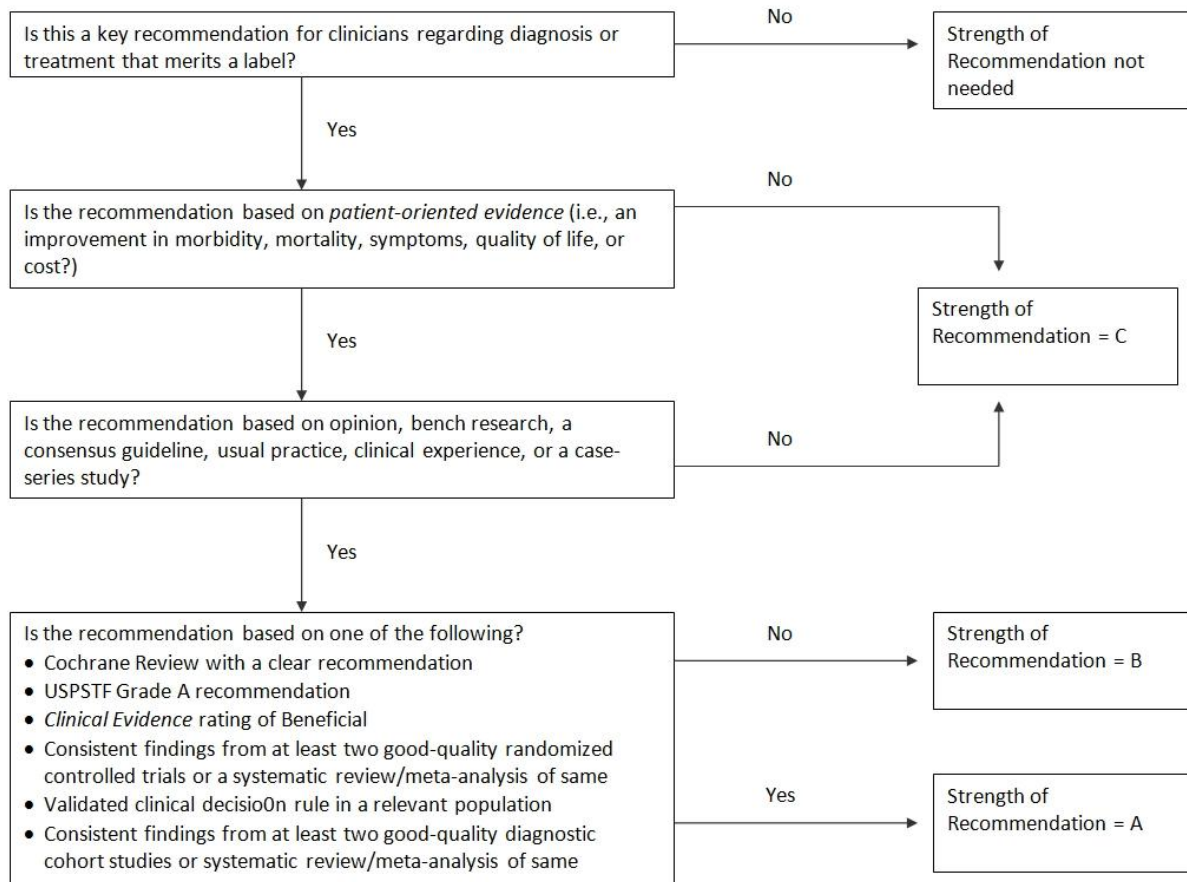 Is this a key recommendation for clinicians regarding diagnosis or
treatment that merits a label?
No
Strength of
Recommendation not
needed
Yes
Is the recommendation based on patient-oriented evidence (i.e., an
improvement in morbidity, mortality, symptoms, quality of life, or
cost?)
No
Strength of
Recommendation = C
Yes
Is the recommendation based on opinion, bench research, a
consensus guideline, usual practice, clinical experience, or a case-
series study?
No
Yes
Is the recommendation based on one of the following?
• Cochrane Review with a clear recommendation
• USPSTF Grade A recommendation
• Clinical Evidence rating of Beneficial
• Consistent findings from at least two good-quality randomized
controlled trials or a systematic review/meta-analysis of same
• Validated clinical decisio0n rule in a relevant population
• Consistent findings from at least two good-quality diagnostic
cohort studies or systematic review/meta-analysis of same
No
Strength of
Recommendation = B
Yes
Strength of
Recommendation = A